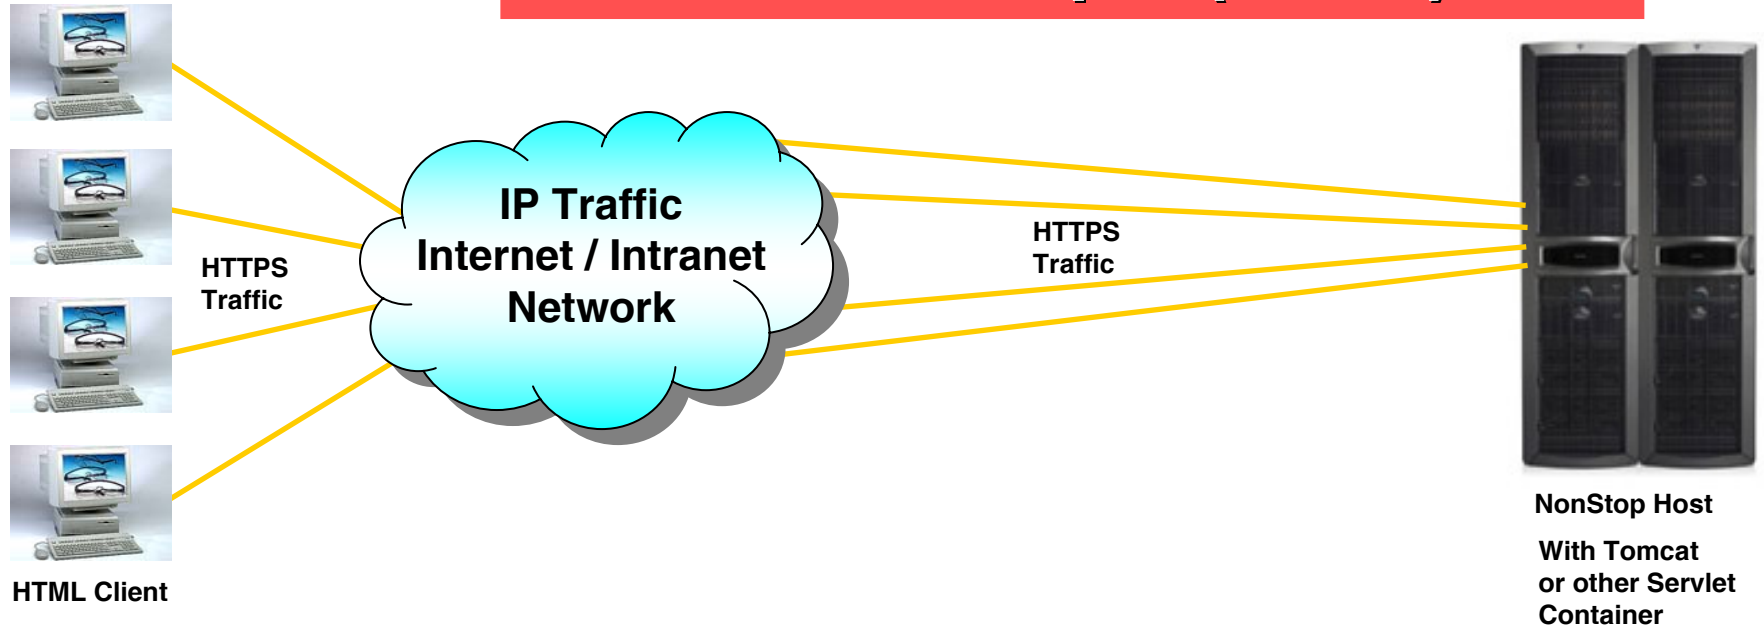 IP Traffic
Internet / Intranet
Network
HTTPS
Traffic
HTTPS
Traffic
HTML Client
NonStop Host
With Tomcat
or other Servlet
Container